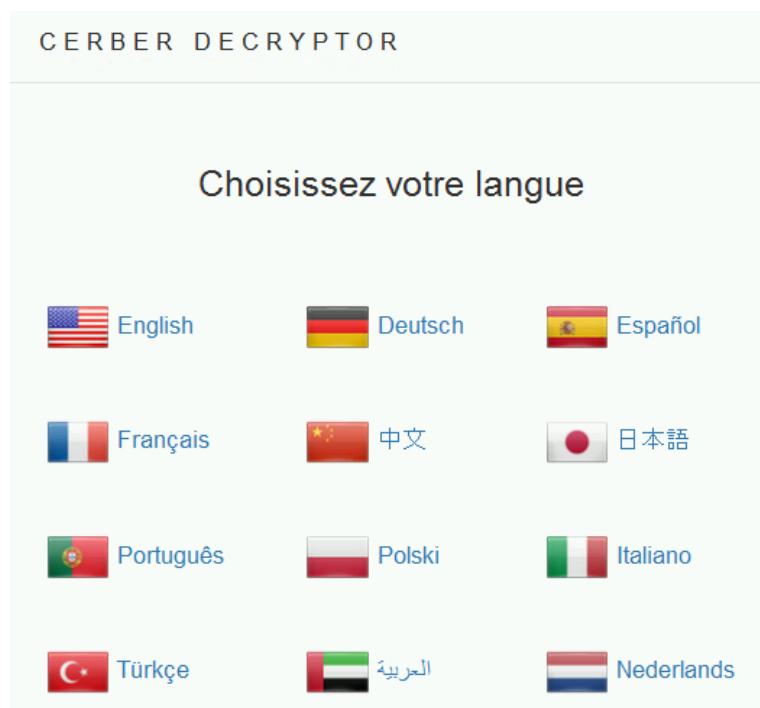 CERBER DECRYPTOR
Choisissez votre langue
English Deutsch Español
Français 中文 日本語
Português Polski Italiano
Türkçe العربية Nederlands